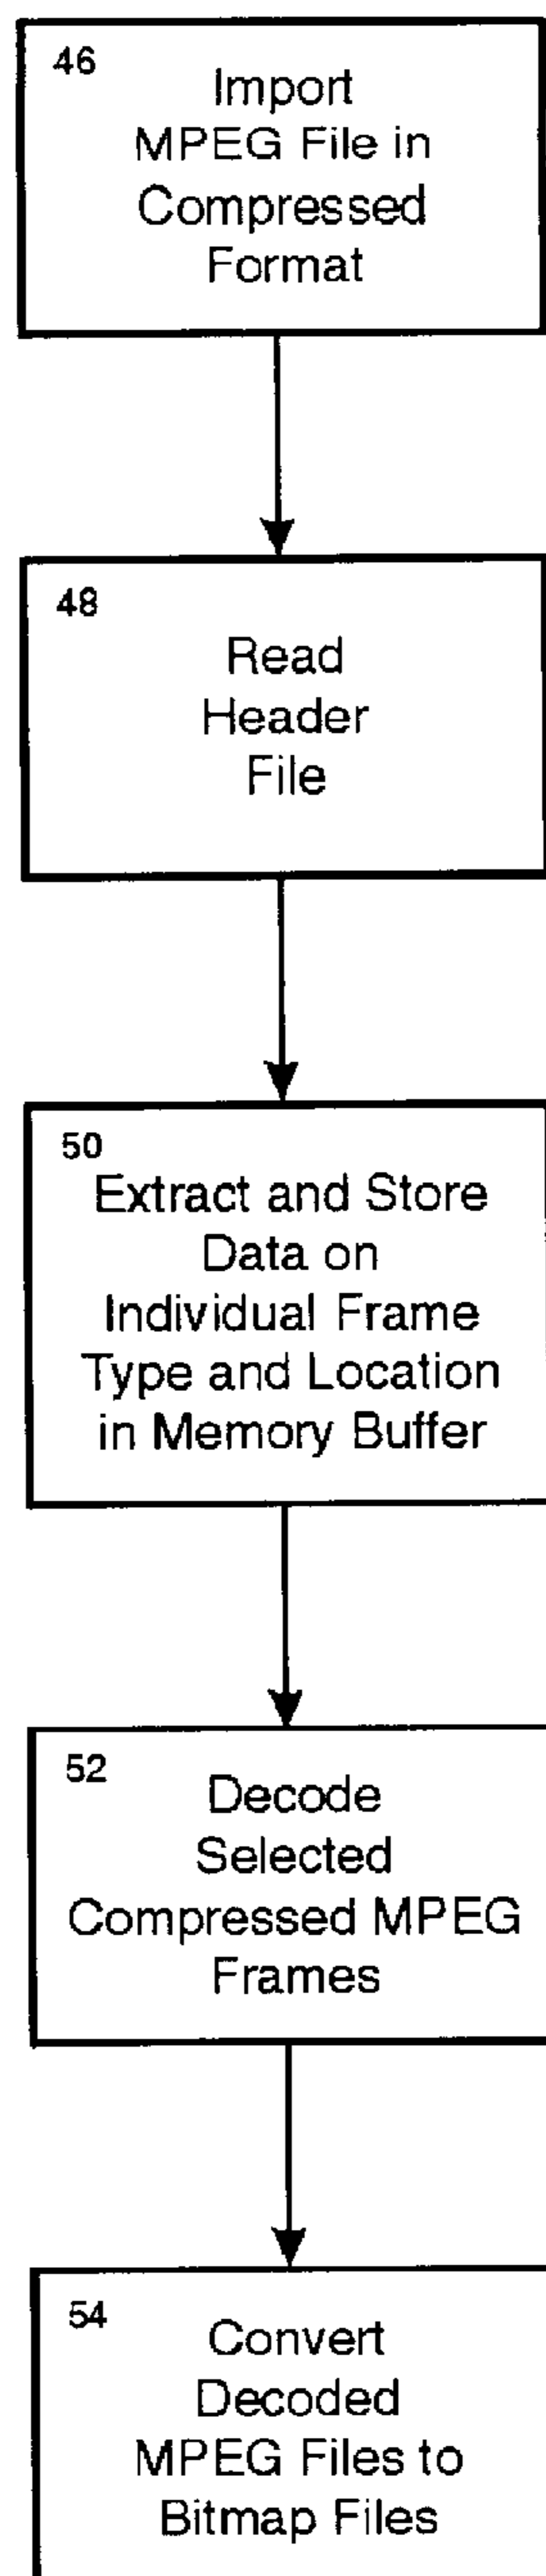 46
Import
MPEG File in
Compressed
Format
48
Read
Header
File
50
Extract and Store
Data on
Individual Frame
Type and Location
in Memory Buffer
52
Decode
Selected
Compressed MPEG
Frames
54
Convert
Decoded
MPEG Files to
Bitmap Files